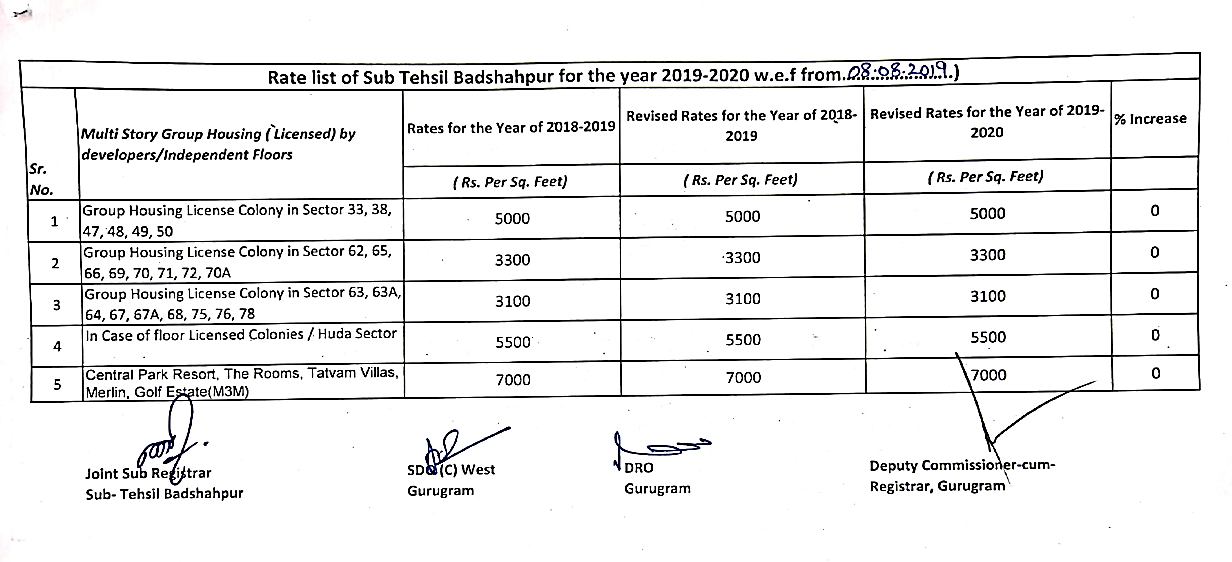 Rate list of Sub Tehsil Badshahpur for the year 2019-2020 w.e.f from.08.08.2019.)
Sr. No.
Multi Story Group Housing (Licensed) by developers/Independent Floors
Rates for the Year of 2018-2019
Revised Rates for the Year of 2018-2019
Revised Rates for the Year of 2019-2020
% Increase
( Rs. Per Sq. Feet)
( Rs. Per Sq. Feet)
( Rs. Per Sq. Feet)
1
Group Housing License Colony in Sector 33, 38,
47, 48, 49, 50
5000
5000
5000
0
2
Group Housing License Colony in Sector 62, 65,
66, 69, 70, 71, 72, 70A
3300
3300
3300
0
3
Group Housing License Colony in Sector 63, 63A,
64, 67, 67A, 68, 75, 76, 78
3100
3100
3100
0
4
In Case of floor Licensed Colonies / Huda Sector
5500
5500
5500
0
5
Central Park Resort, The Rooms, Tatvam Villas,
Merlin, Golf Estate(M3M)
7000
7000
7000
0
Joint Sub Registrar
Sub- Tehsil Badshahpur
SDO (C) West
Gurugram
DRO
Gurugram
Deputy Commissioner-cum-
Registrar, Gurugram